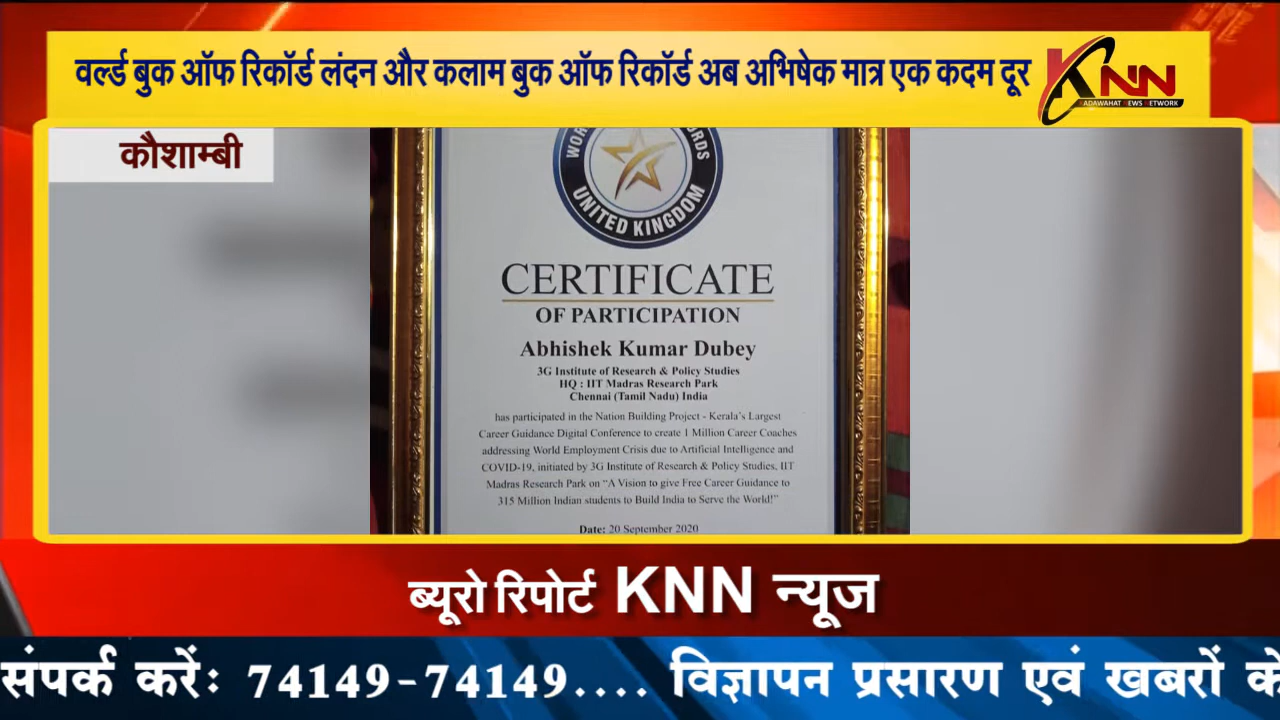 वर्ल्ड बुक ऑफ रिकॉर्ड लंदन और कलाम बुक ऑफ रिकॉर्ड अब अभिषेक मात्र एक कदम दूर
KNN
KADAWAHAT NEWS NETWORK
कौशाम्बी
UNITED KINGDOM
CERTIFICATE
OF PARTICIPATION
Abhishek Kumar Dubey
3G Institute of Research & Policy Studies
HQ : IIT Madras Research Park
Chennai (Tamil Nadu) India
has participated in the Nation Building Project - Kerala's Largest
Career Guidance Digital Conference to create 1 Million Career Coaches
addressing World Employment Crisis due to Artificial Intelligence and
COVID-19, initiated by 3G Institute of Research & Policy Studies, IIT
Madras Research Park on "A Vision to give Free Career Guidance to
315 Million Indian students to Build India to Serve the World!"
Date: 20 September 2020
ब्यूरो रिपोर्ट KNN न्यूज
संपर्क करेंः 74149-74149.... विज्ञापन प्रसारण एवं खबरों के